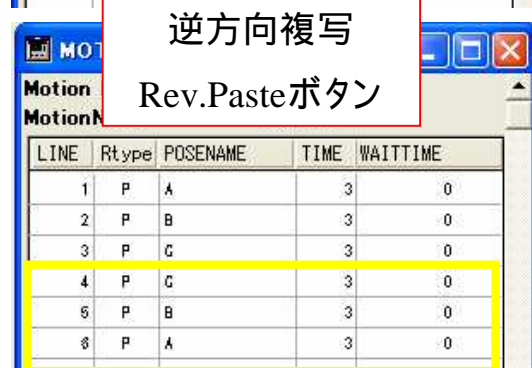 逆方向複写
Rev.Pasteボタン
MOT
Motion
MotionN
LINE Rtype POSENAME TIME WAITTIME
1 P A 3 0
2 P B 3 0
3 P C 3 0
4 P C 3 0
5 P B 3 0
6 P A 3 0